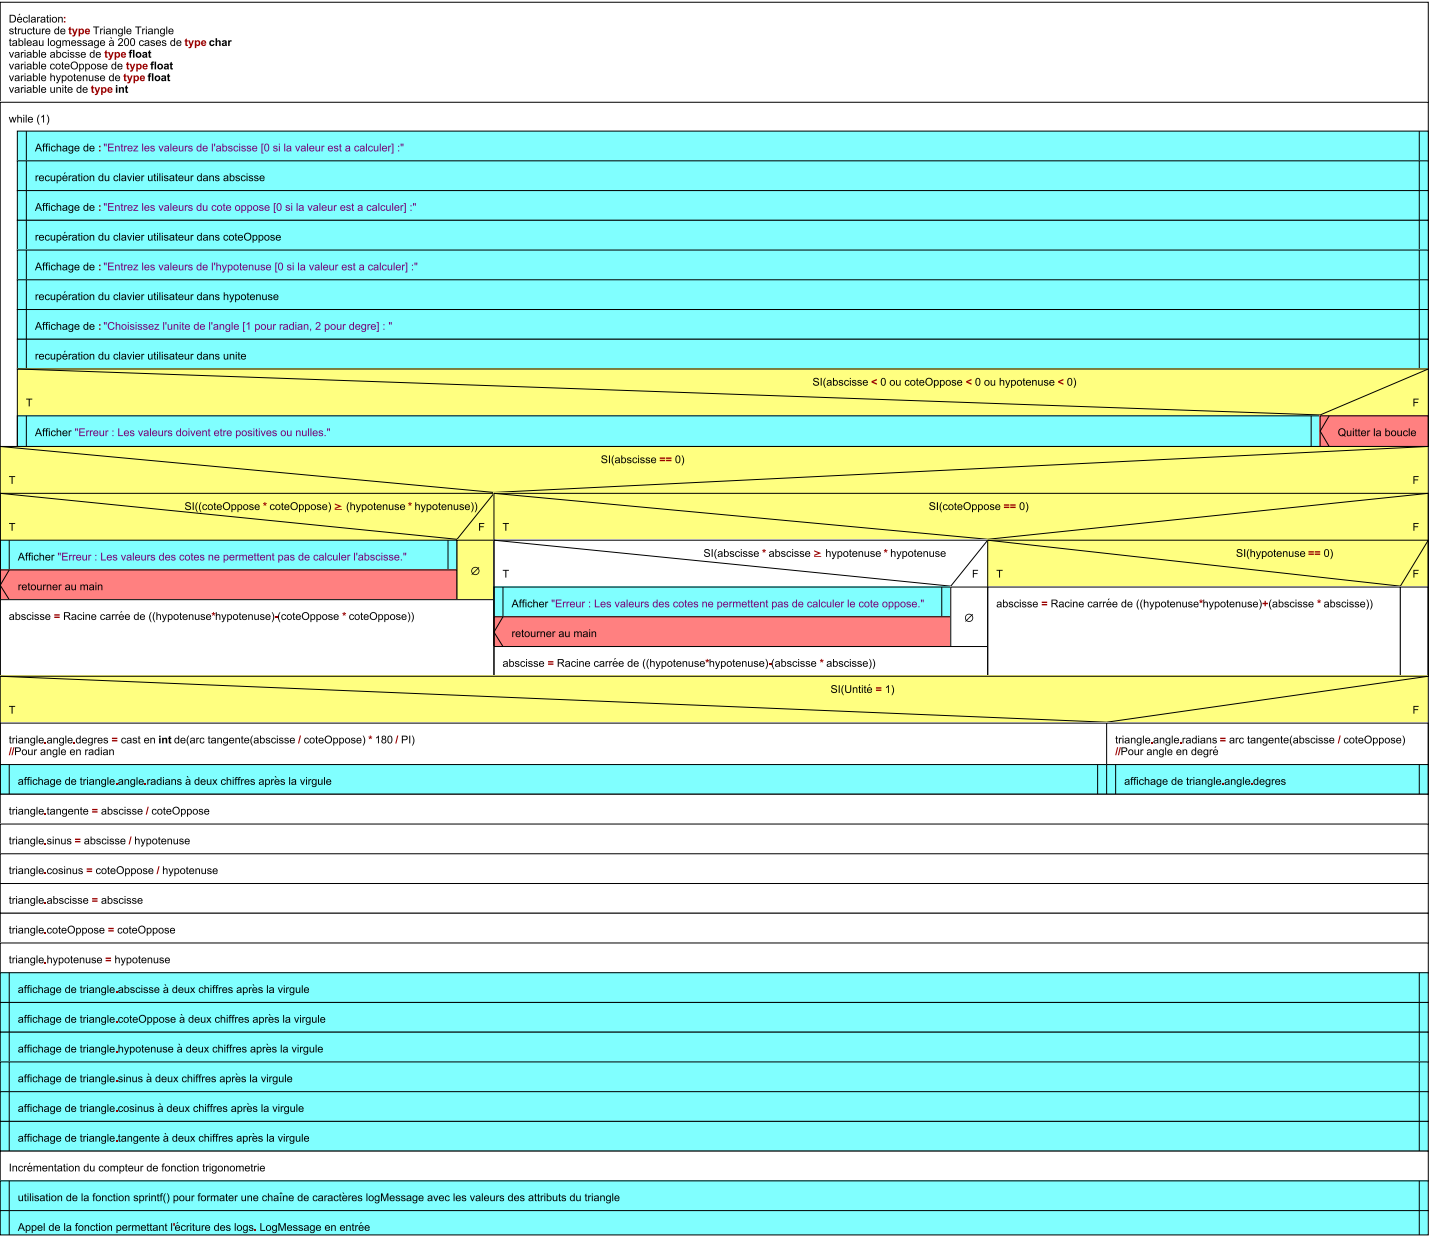 Déclaration:
structure de type Triangle Triangle
tableau logmessage à 200 cases de type char
variable abcisse de type float
variable coteOppose de type float
variable hypotenuse de type float
variable unite de type int
while (1)
Affichage de : "Entrez les valeurs de l'abscisse [0 si la valeur est a calculer] :"
recupération du clavier utilisateur dans abscisse
Affichage de : "Entrez les valeurs du cote oppose [0 si la valeur est a calculer] :"
recupération du clavier utilisateur dans coteOppose
Affichage de : "Entrez les valeurs de l'hypotenuse [0 si la valeur est a calculer] :"
recupération du clavier utilisateur dans hypotenuse
Affichage de : "Choisissez l'unite de l'angle [1 pour radian, 2 pour degre] : "
recupération du clavier utilisateur dans unite
SI(abscisse < 0 ou coteOppose < 0 ou hypotenuse < 0)
T F
Afficher "Erreur : Les valeurs doivent etre positives ou nulles."
Quitter la boucle
SI(abscisse == 0)
T F
SI((coteOppose * coteOppose) ≥ (hypotenuse * hypotenuse))
T F
Afficher "Erreur : Les valeurs des cotes ne permettent pas de calculer l'abscisse."
∅
retourner au main
abscisse = Racine carrée de ((hypotenuse*hypotenuse)-(coteOppose * coteOppose))
SI(coteOppose == 0)
T F
SI(abscisse * abscisse ≥ hypotenuse * hypotenuse
T F
Afficher "Erreur : Les valeurs des cotes ne permettent pas de calculer le cote oppose."
∅
retourner au main
abscisse = Racine carrée de ((hypotenuse*hypotenuse)-(abscisse * abscisse))
SI(hypotenuse == 0)
T F
abscisse = Racine carrée de ((hypotenuse*hypotenuse)+(abscisse * abscisse))
SI(Untité = 1)
T F
triangle.angle.degres = cast en int de(arc tangente(abscisse / coteOppose) * 180 / PI)
//Pour angle en radian
affichage de triangle.angle.radians à deux chiffres après la virgule
triangle.angle.radians = arc tangente(abscisse / coteOppose)
//Pour angle en degré
affichage de triangle.angle.degres
triangle.tangente = abscisse / coteOppose
triangle.sinus = abscisse / hypotenuse
triangle.cosinus = coteOppose / hypotenuse
triangle.abscisse = abscisse
triangle.coteOppose = coteOppose
triangle.hypotenuse = hypotenuse
affichage de triangle.abscisse à deux chiffres après la virgule
affichage de triangle.coteOppose à deux chiffres après la virgule
affichage de triangle.hypotenuse à deux chiffres après la virgule
affichage de triangle.sinus à deux chiffres après la virgule
affichage de triangle.cosinus à deux chiffres après la virgule
affichage de triangle.tangente à deux chiffres après la virgule
Incrémentation du compteur de fonction trigonometrie
utilisation de la fonction sprintf() pour formater une chaîne de caractères logMessage avec les valeurs des attributs du triangle
Appel de la fonction permettant l'écriture des logs. LogMessage en entrée